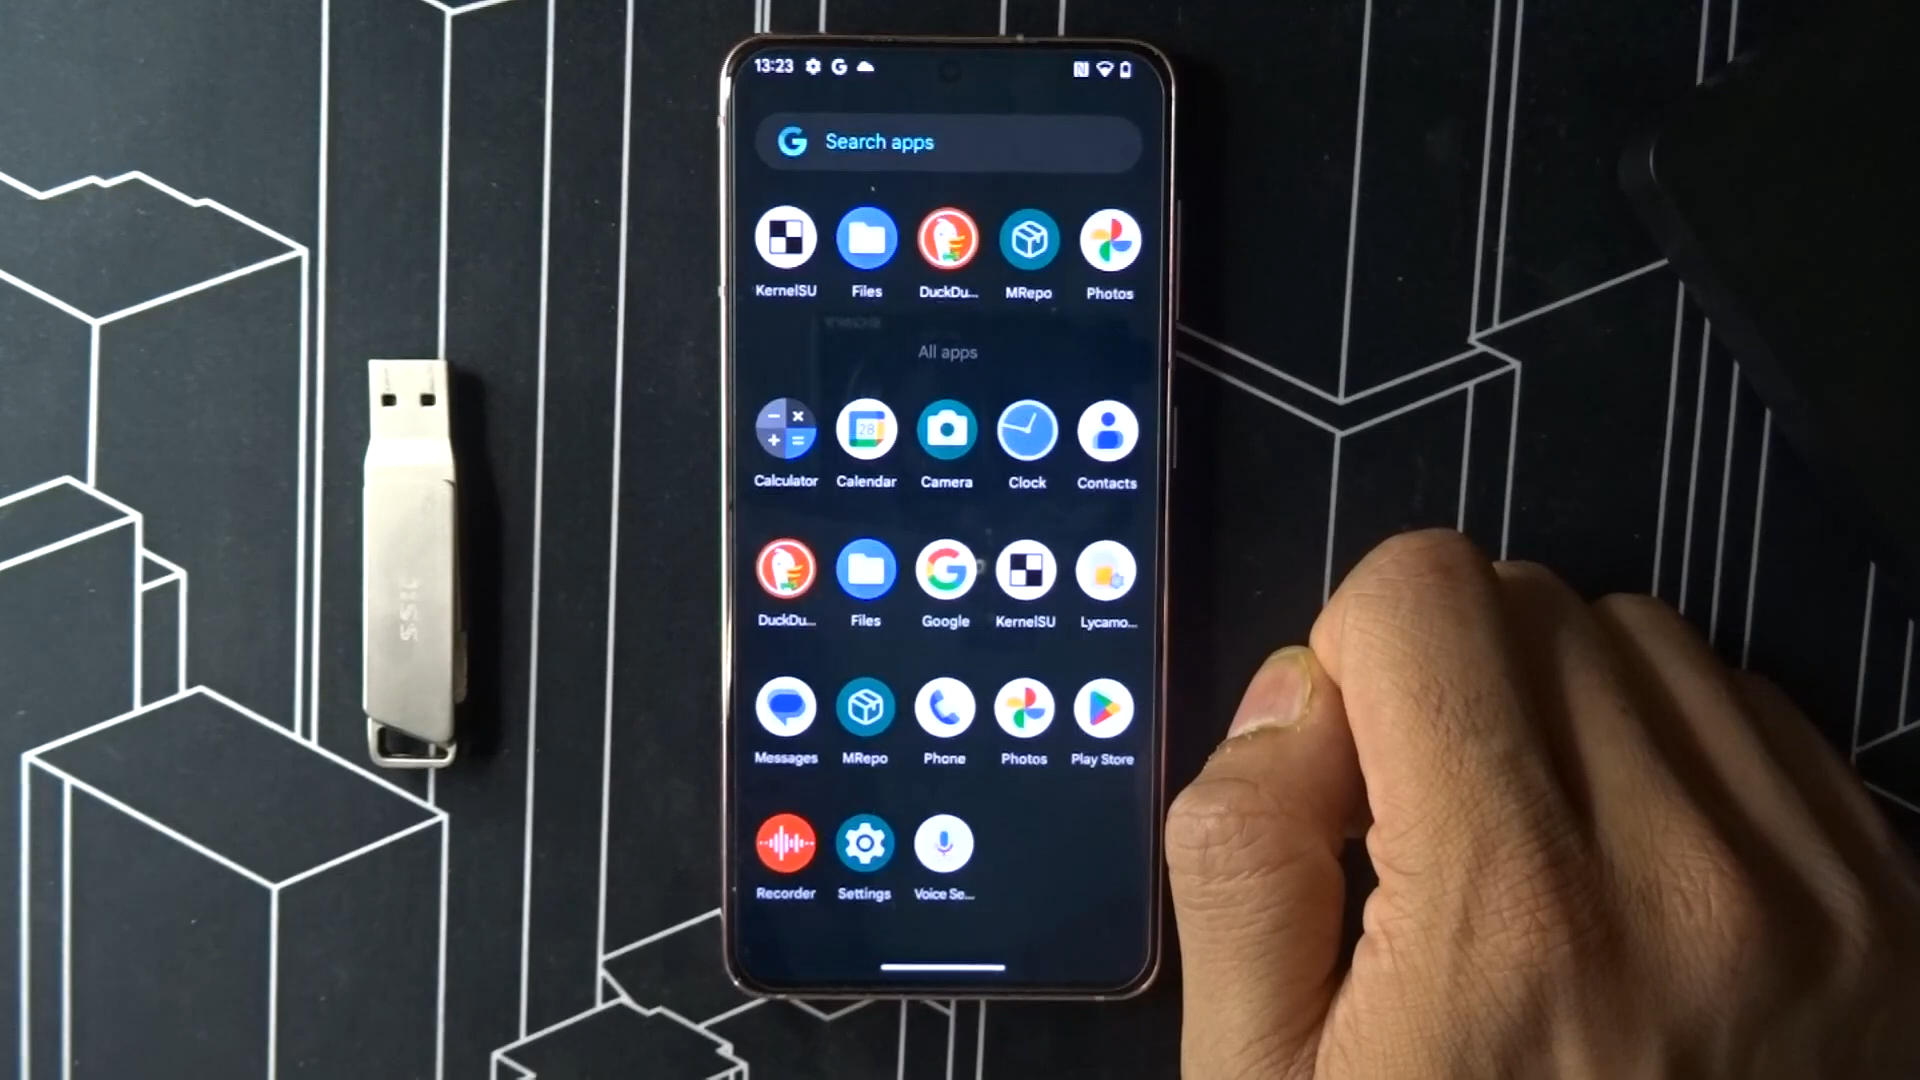 13:23
Search apps
KernelSU Files DuckDu... MRepo Photos
All apps
Calculator Calendar Camera Clock Contacts
28
DuckDu... Files Google KernelSU Lycamo...
Messages MRepo Phone Photos Play Store
Recorder Settings Voice Se...